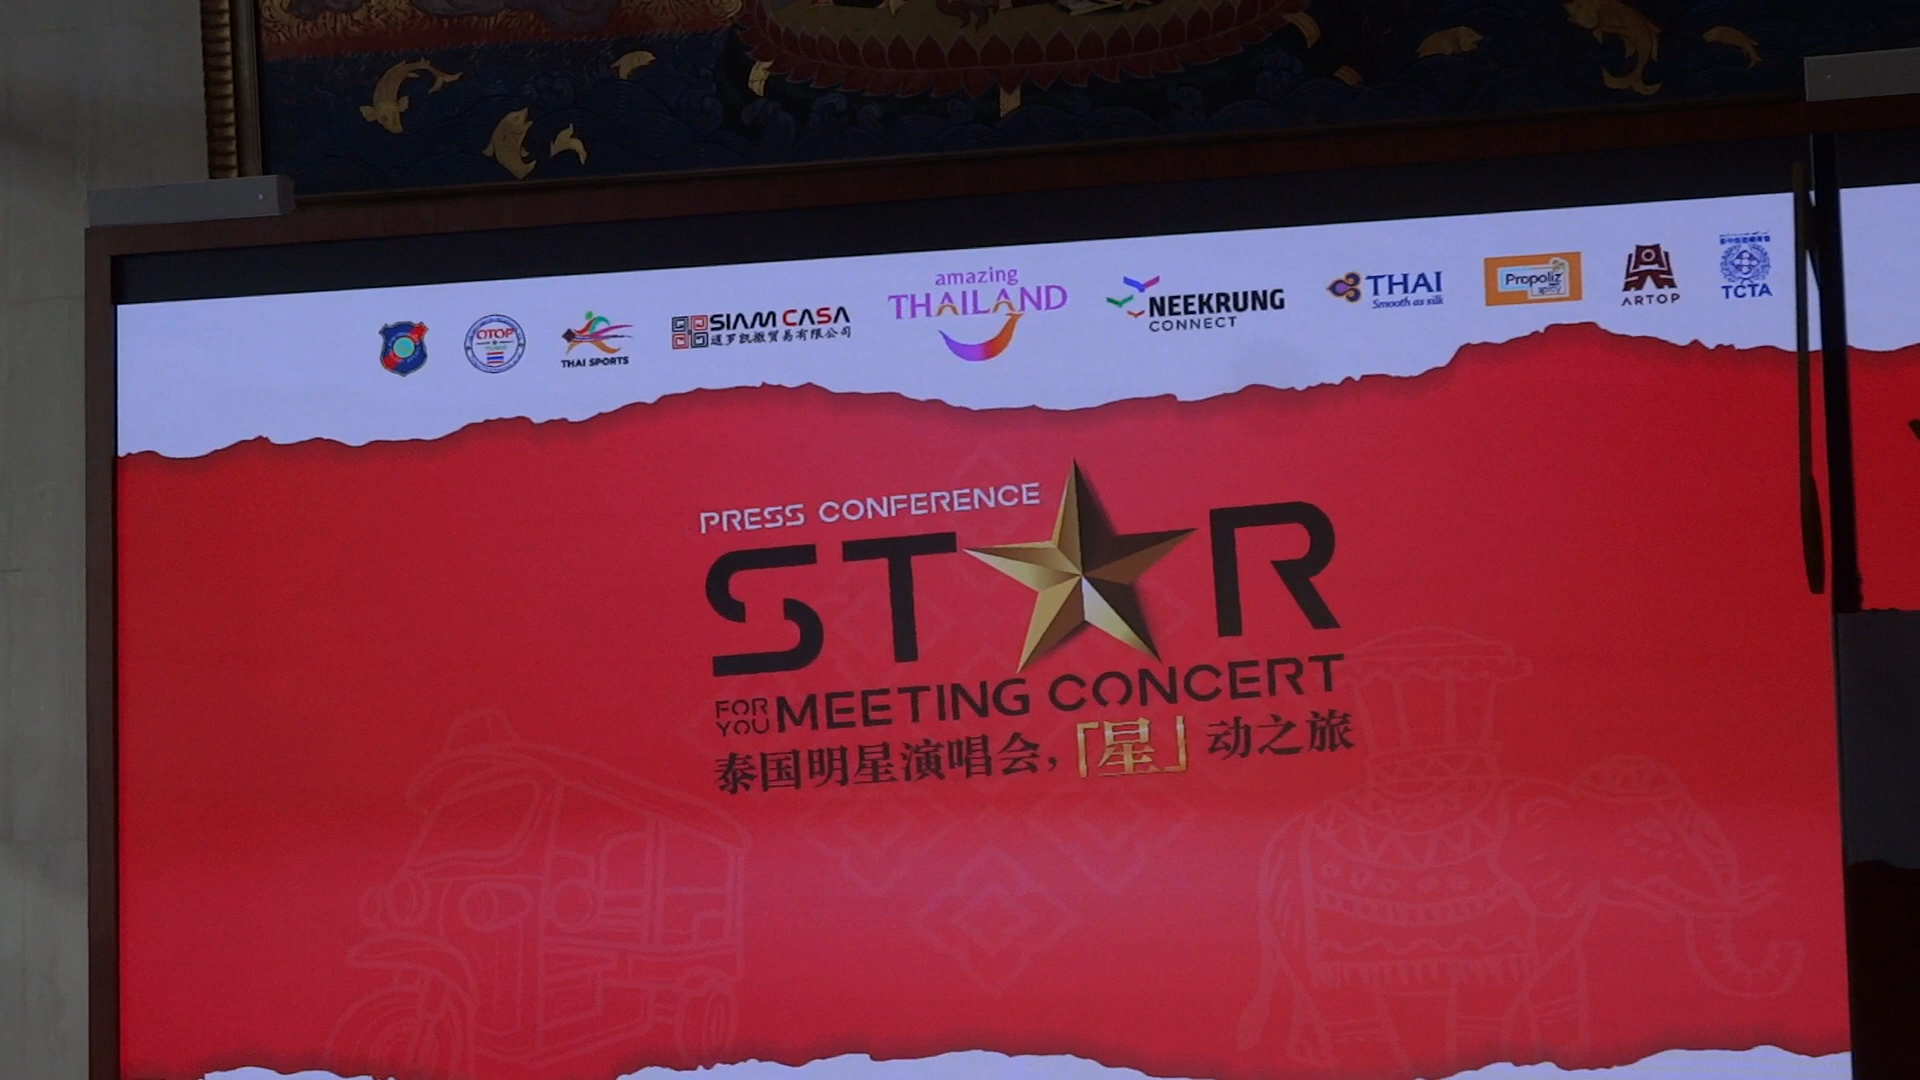 OTOP
THAI SPORTS
SIAM CASA
暹罗凯撒贸易有限公司
amazing
THAILAND
NEEKRUNG
CONNECT
THAI
Smooth as silk
Propoliz
ARTOP
TCTA
PRESS CONFERENCE
STAR
FOR YOU MEETING CONCERT
泰国明星演唱会，「星」动之旅